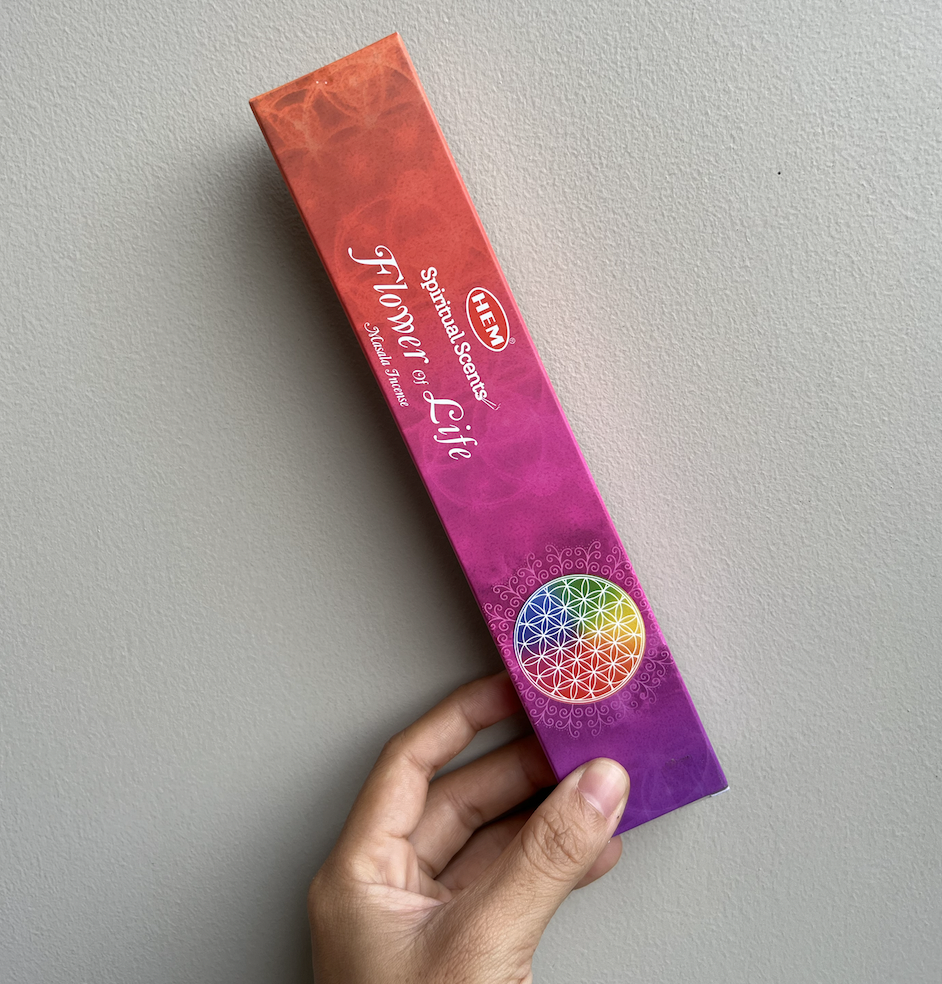 HEM®
Spiritual Scents
Flower of Life
Masala Incense